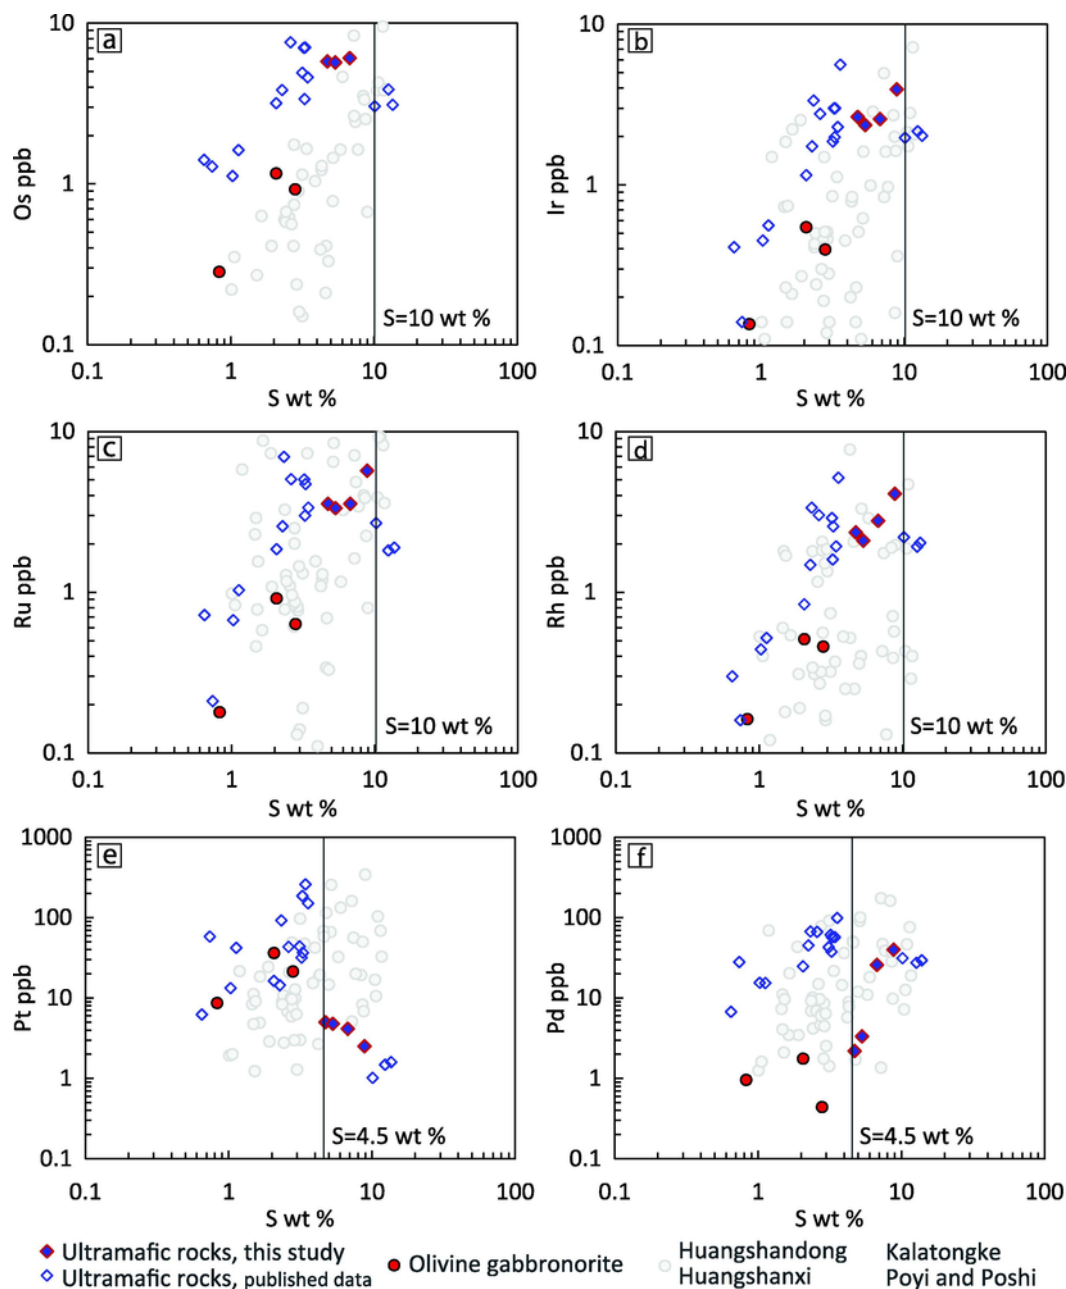 a
10
1
0.1
Os ppb
S=10 wt %
0.1 1 10 100
S wt %
b
10
1
0.1
Ir ppb
S=10 wt %
0.1 1 10 100
S wt %
c
10
1
0.1
Ru ppb
S=10 wt %
0.1 1 10 100
S wt %
d
10
1
0.1
Rh ppb
S=10 wt %
0.1 1 10 100
S wt %
e
1000
100
10
1
0.1
Pt ppb
S=4.5 wt %
0.1 1 10 100
S wt %
f
1000
100
10
1
0.1
Pd ppb
S=4.5 wt %
0.1 1 10 100
S wt %
Ultramafic rocks, this study
Ultramafic rocks, published data
Olivine gabbronorite
Huangshandong
Huangshanxi
Kalatongke
Poyi and Poshi